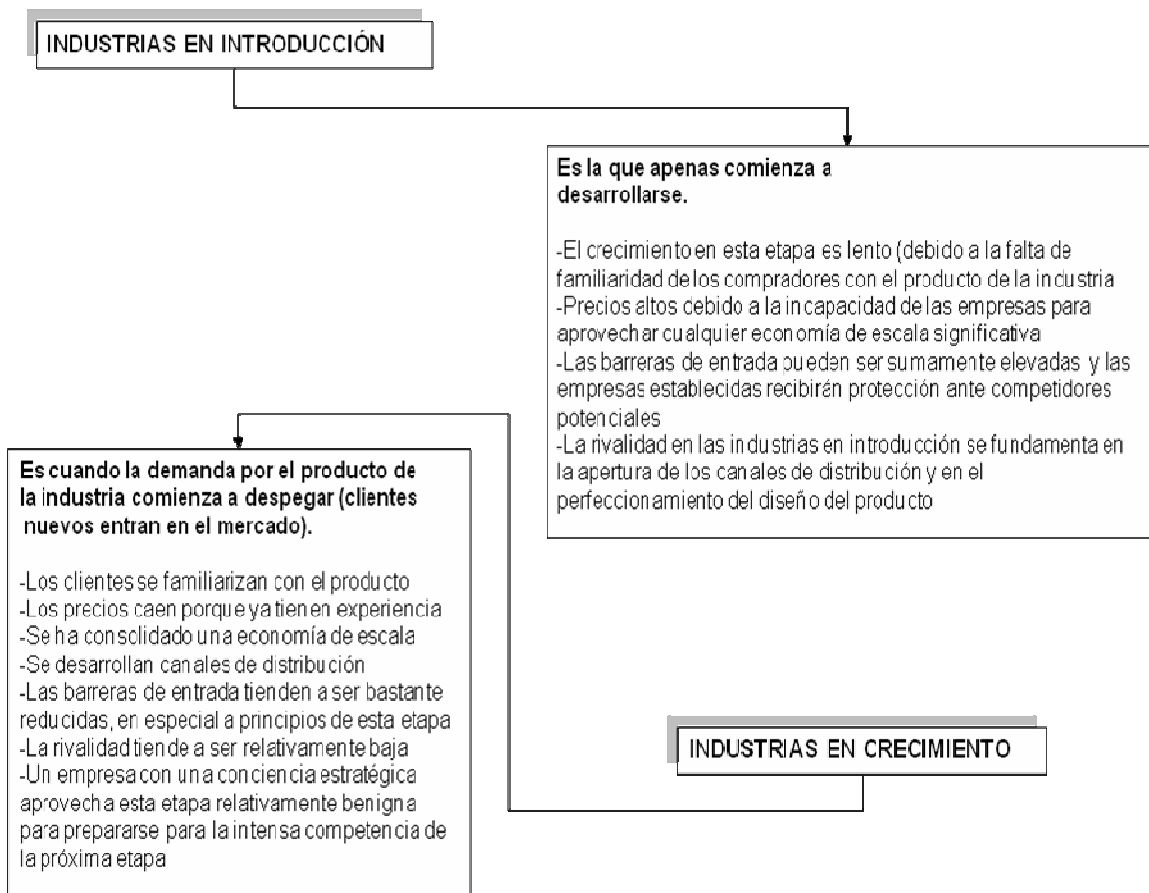 INDUSTRIAS EN INTRODUCCIÓN
Es la que apenas comienza a
desarrollarse.
-El crecimiento en esta etapa es lento (debido a la falta de
familiaridad de los compradores con el producto de la industria
-Precios altos debido a la incapacidad de las empresas para
aprovechar cualquier economía de escala significativa
-Las barreras de entrada pueden ser sumamente elevadas y las
empresas establecidas recibirán protección ante competidores
potenciales
-La rivalidad en las industrias en introducción se fundamenta en
la apertura de los canales de distribución y en el
perfeccionamiento del diseño del producto
INDUSTRIAS EN CRECIMIENTO
Es cuando la demanda por el producto de
la industria comienza a despegar (clientes
nuevos entran en el mercado).
-Los clientes se familiarizan con el producto
-Los precios caen porque ya tienen experiencia
-Se ha consolidado una economía de escala
-Se desarrollan canales de distribución
-Las barreras de entrada tienden a ser bastante
reducidas, en especial a principios de esta etapa
-La rivalidad tiende a ser relativamente baja
-Un empresa con una conciencia estratégica
aprovecha esta etapa relativamente benigna
para prepararse para la intensa competencia de
la próxima etapa